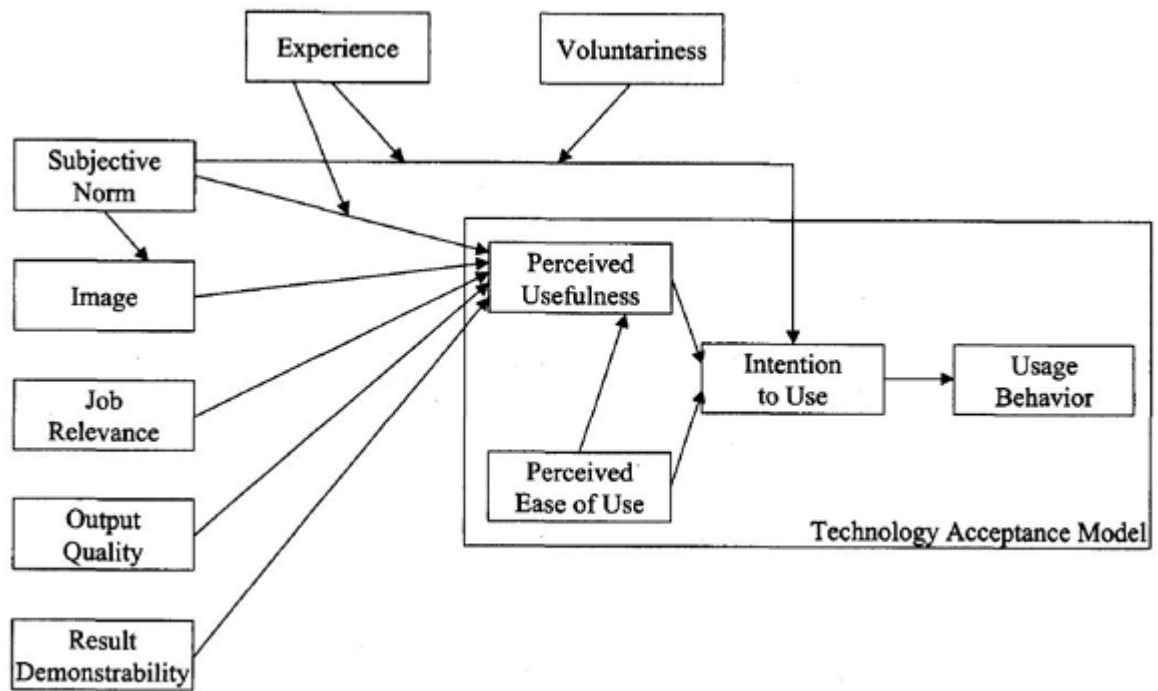 Experience
Voluntariness
Subjective
Norm
Image
Job
Relevance
Output
Quality
Result
Demonstrability
Perceived
Usefulness
Perceived
Ease of Use
Intention
to Use
Usage
Behavior
Technology Acceptance Model